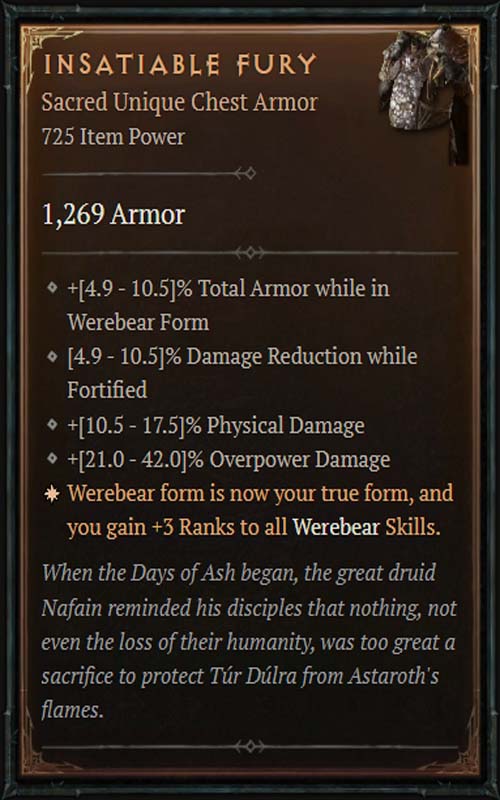 INSATIABLE FURY
Sacred Unique Chest Armor
725 Item Power
1,269 Armor
+[4.9 - 10.5]% Total Armor while in
Werebear Form
[4.9 - 10.5]% Damage Reduction while
Fortified
+[10.5 - 17.5]% Physical Damage
+[21.0 - 42.0]% Overpower Damage
Werebear form is now your true form, and
you gain +3 Ranks to all Werebear Skills.
When the Days of Ash began, the great druid
Nafain reminded his disciples that nothing, not
even the loss of their humanity, was too great a
sacrifice to protect Túr Dúlra from Astaroth's
flames.